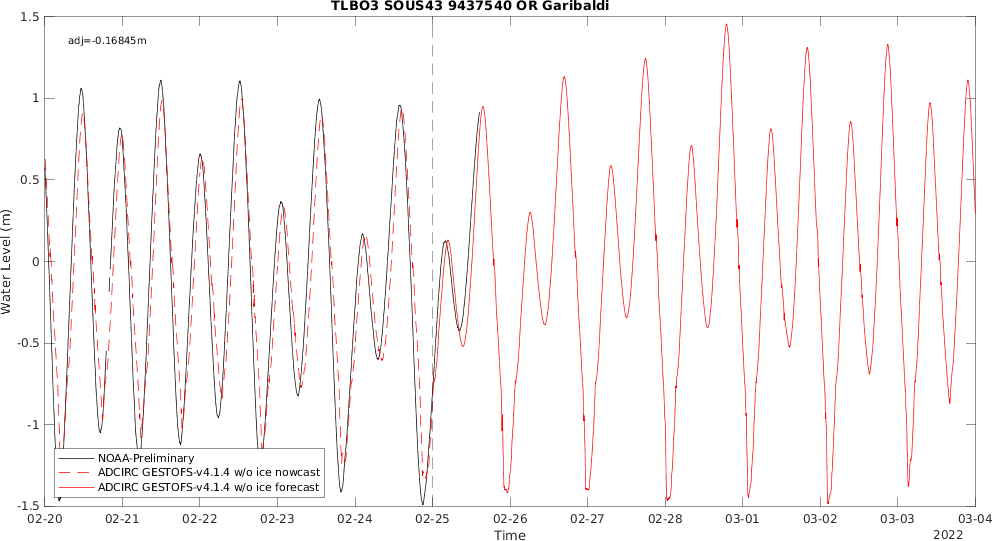 TLBO3 SOUS43 9437540 OR Garibaldi
adj=-0.16845m
1.5
1
0.5
0
-0.5
-1
-1.5
Water Level (m)
NOAA-Preliminary
ADCIRC GESTOFS-v4.1.4 w/o ice nowcast
ADCIRC GESTOFS-v4.1.4 w/o ice forecast
02-20 02-21 02-22 02-23 02-24 02-25 02-26 02-27 02-28 03-01 03-02 03-03 03-04
Time
2022